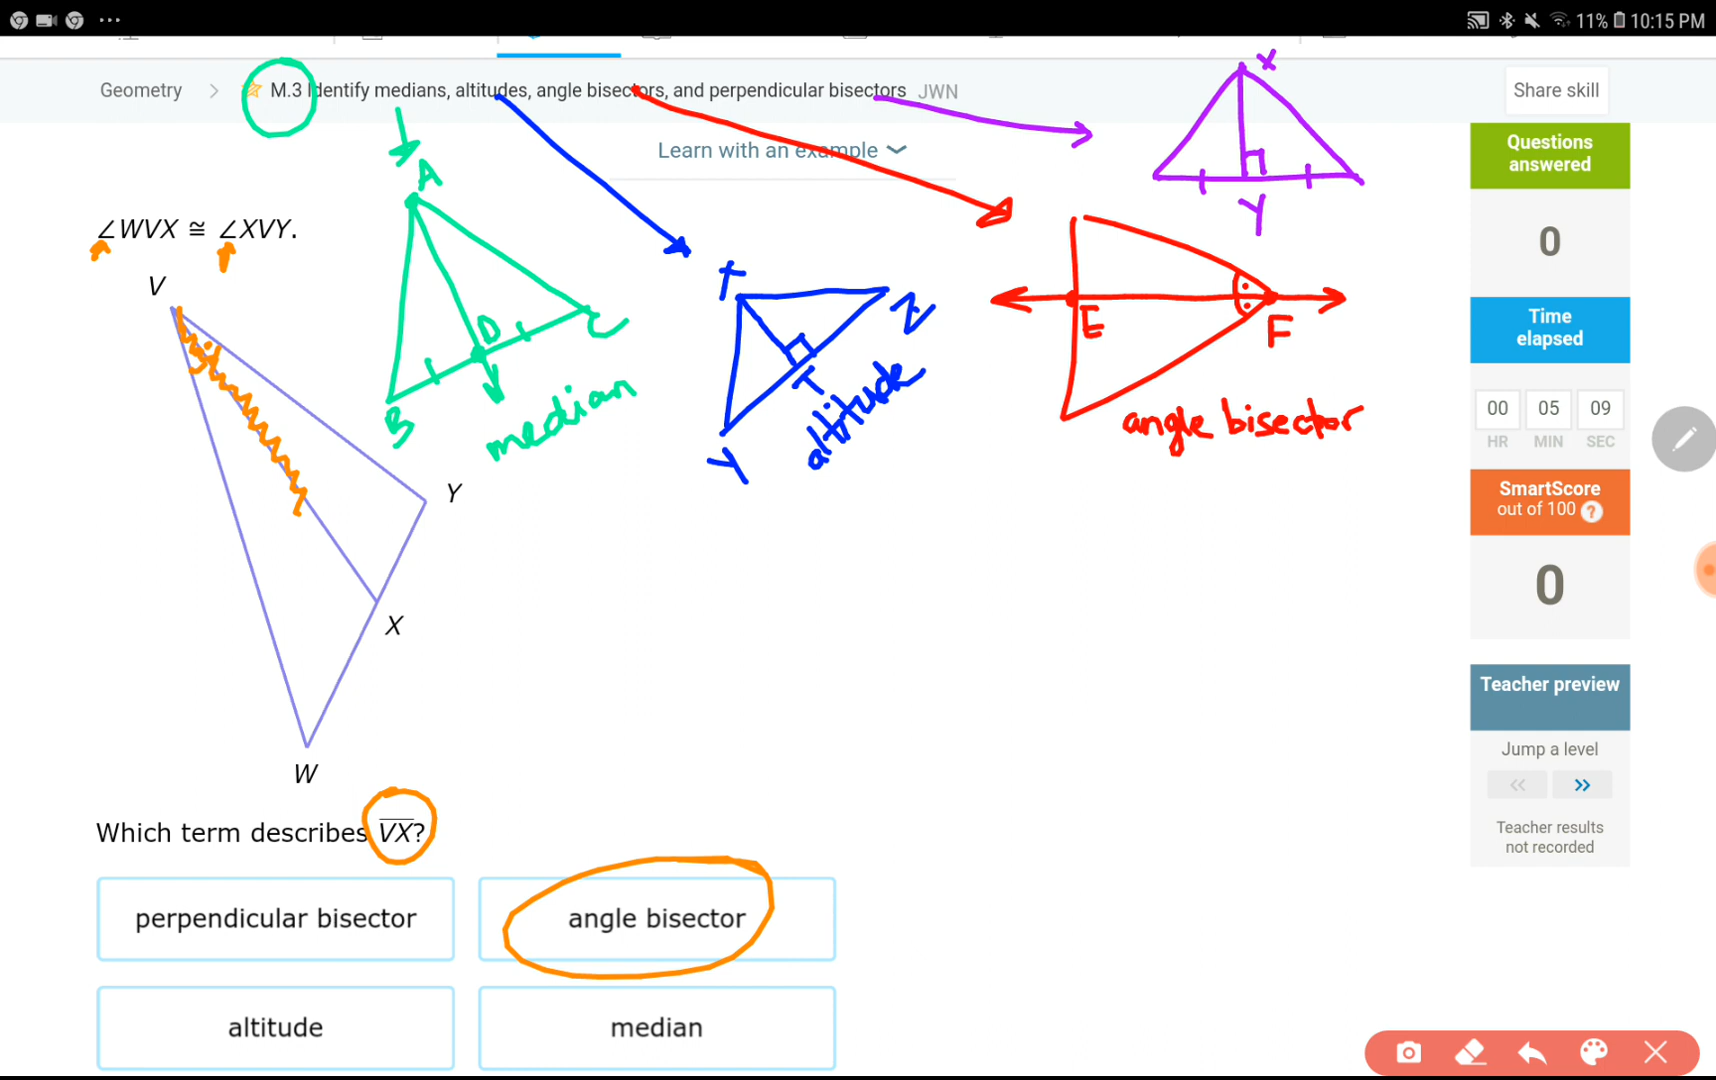 11% 10:15 PM
Geometry > M.3 Identify medians, altitudes, angle bisectors, and perpendicular bisectors JWN
Share skill
Learn with an example
Questions answered
0
Time elapsed
00 05 09
HR MIN SEC
SmartScore
out of 100 ?
0
Teacher preview
Jump a level
<< >>
Teacher results
not recorded
∠WVX ≅ ∠XVY.
V
Y
X
W
A
B
C
D
median
Y
Z
altitude
E
F
angle bisector
X
Y
Which term describes VX?
perpendicular bisector
angle bisector
altitude
median